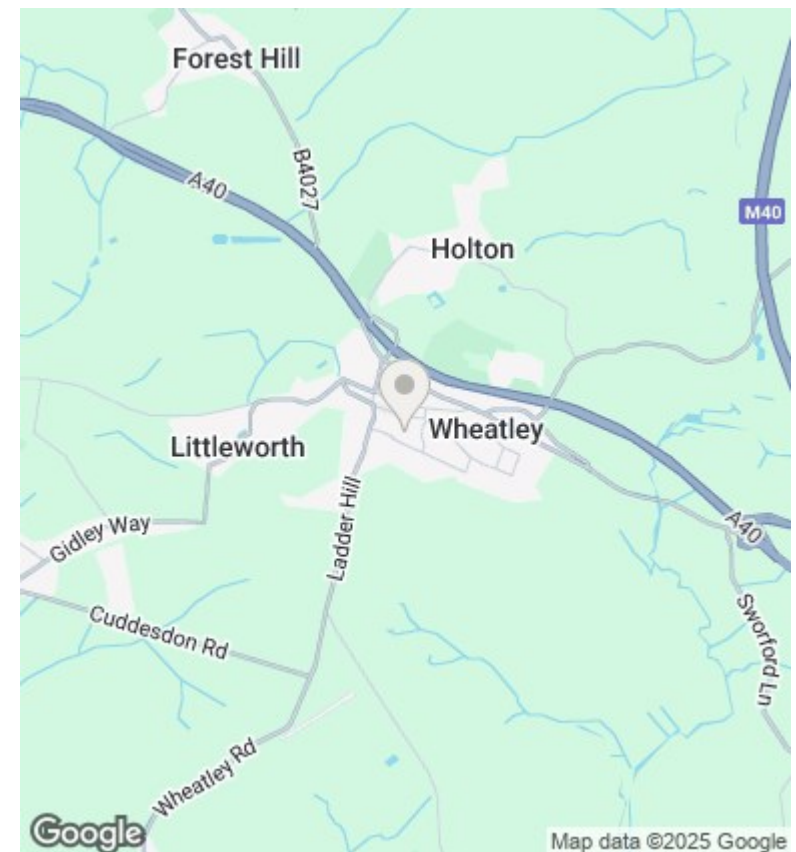 Forest Hill
B4027
A40
M40
Holton
Wheatley
Littleworth
Gidley Way
Ladder Hill
A40
Cuddesdon Rd
Sworford Ln
Wheatley Rd
Google
Map data ©2025 Google